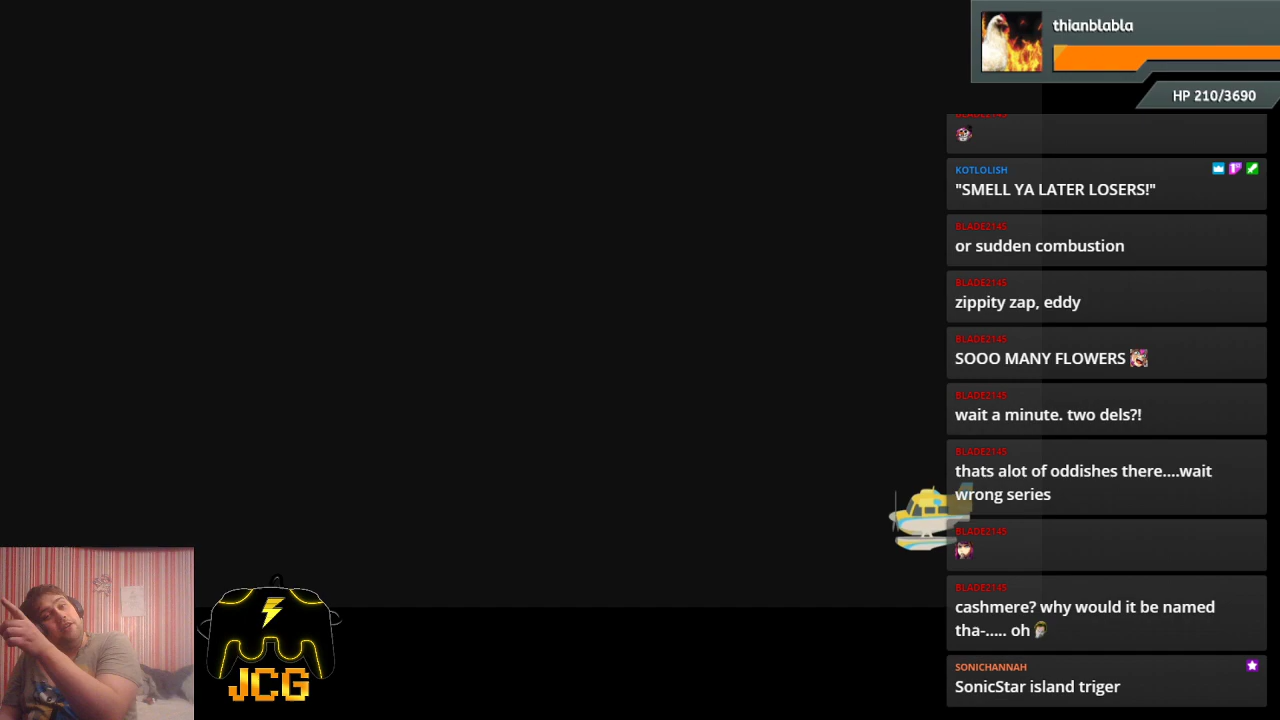 thianblabla
HP 210/3690
BLADE2145
KOTLOLISH
"SMELL YA LATER LOSERS!"
BLADE2145
or sudden combustion
BLADE2145
zippity zap, eddy
BLADE2145
SOOO MANY FLOWERS
BLADE2145
wait a minute. two dels?!
BLADE2145
thats alot of oddishes there....wait
wrong series
BLADE2145
BLADE2145
cashmere? why would it be named
tha-..... oh
SONICHANNAH
SonicStar island triger
JCG